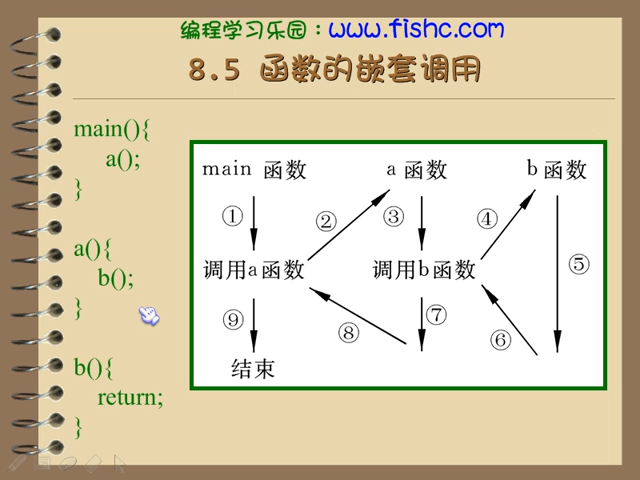 编程学习乐园：www.fishc.com
8.5 函数的嵌套调用
main(){
a();
}
a(){
b();
}
b(){
return;
}
main 函数 a 函数 b 函数
① ② ③ ④ ⑤
调用a函数 调用b函数
⑨ ⑧ ⑦ ⑥
结束